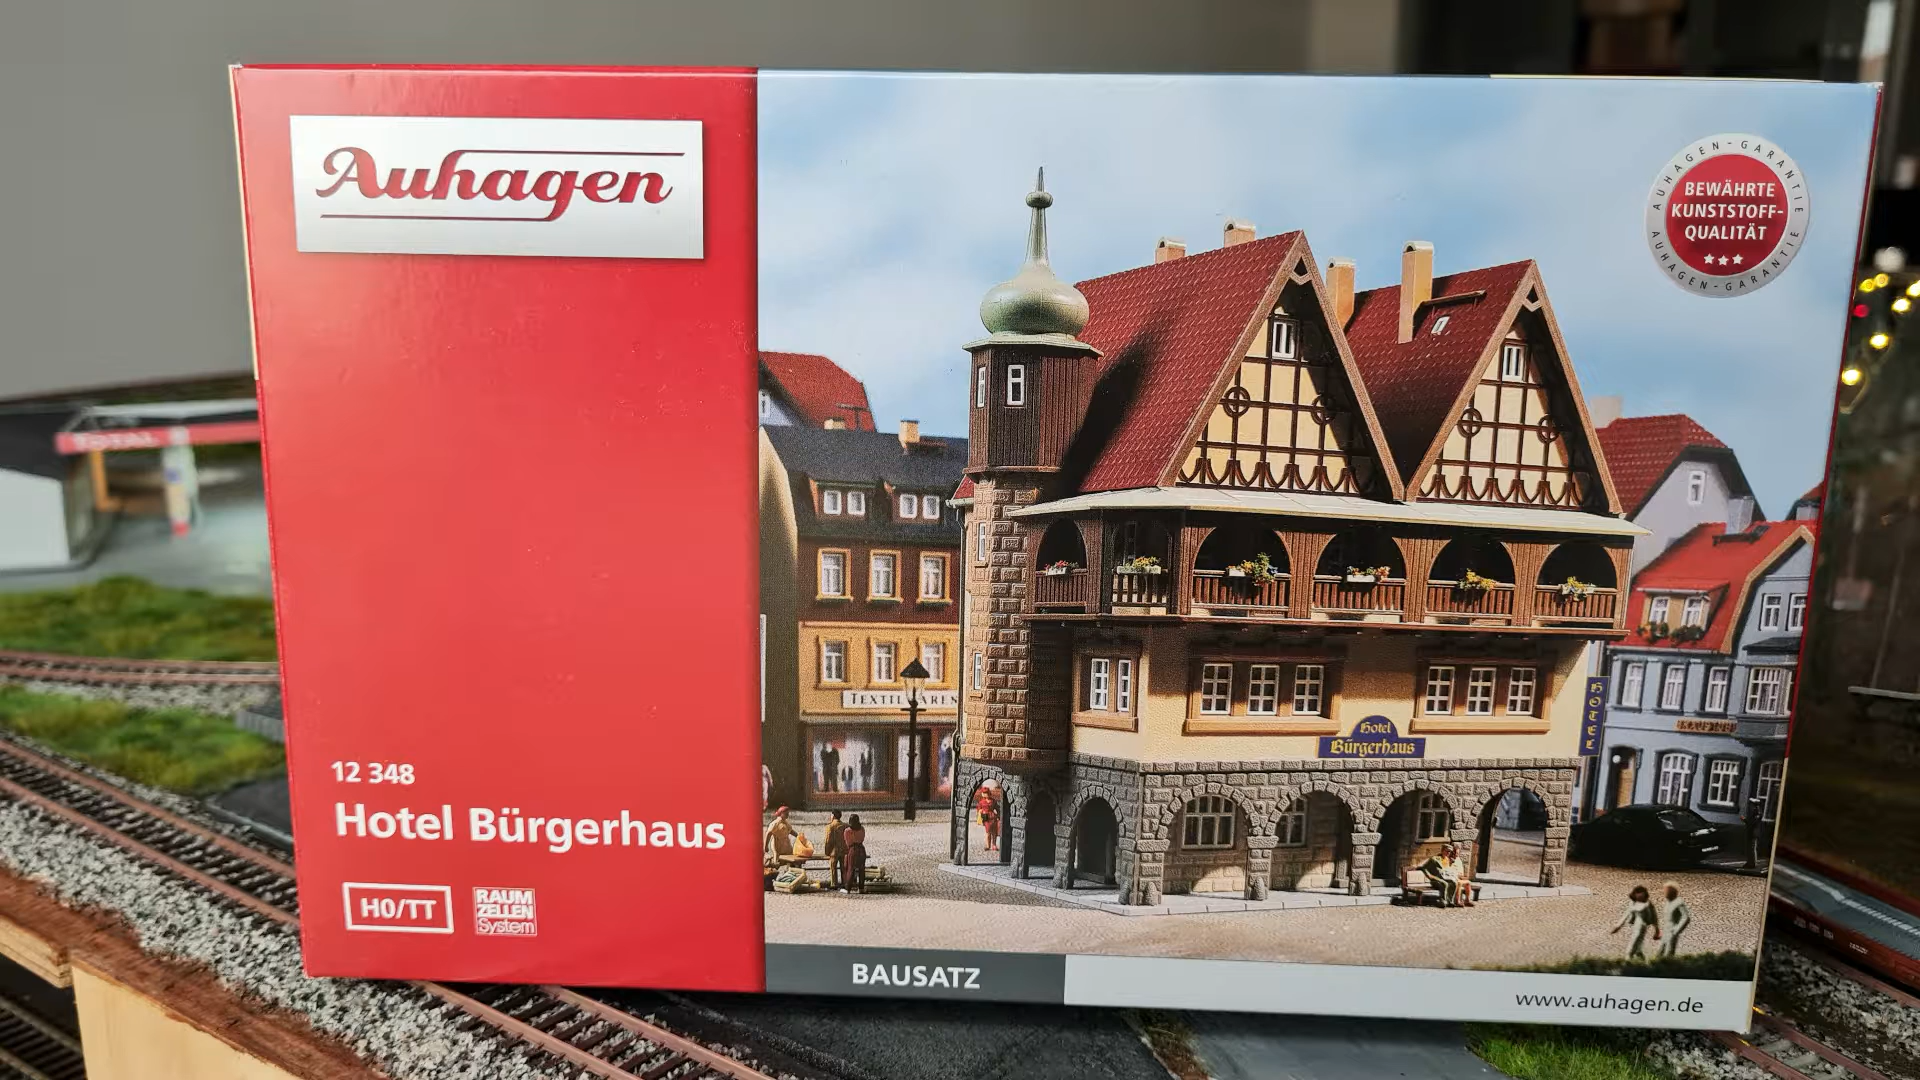 Auhagen
12 348
Hotel Bürgerhaus
H0/TT
RAUM
ZELLEN
System
AUHAGEN-GARANTIE
AUHAGEN-GARANTIE
BEWÄHRTE
KUNSTSTOFF-
QUALITÄT
HOTEL
Hotel
Bürgerhaus
BAUSATZ
www.auhagen.de
TOTAL